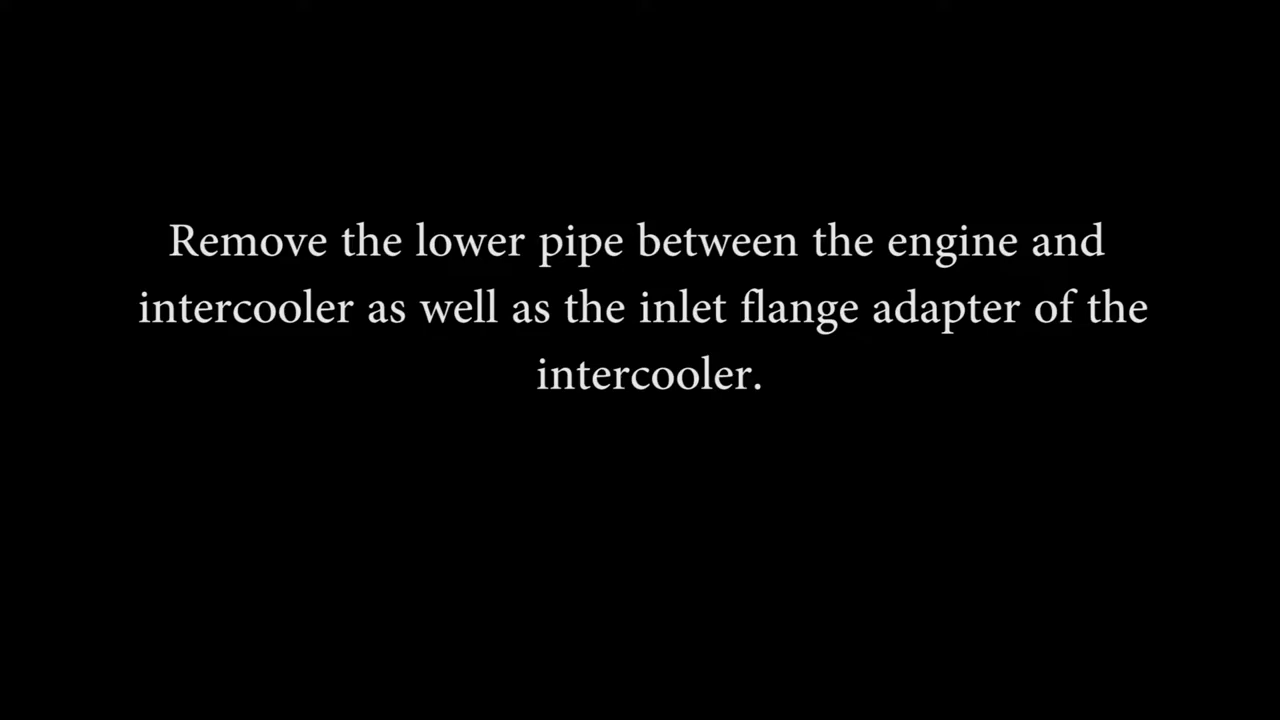 Remove the lower pipe between the engine and
intercooler as well as the inlet flange adapter of the
intercooler.